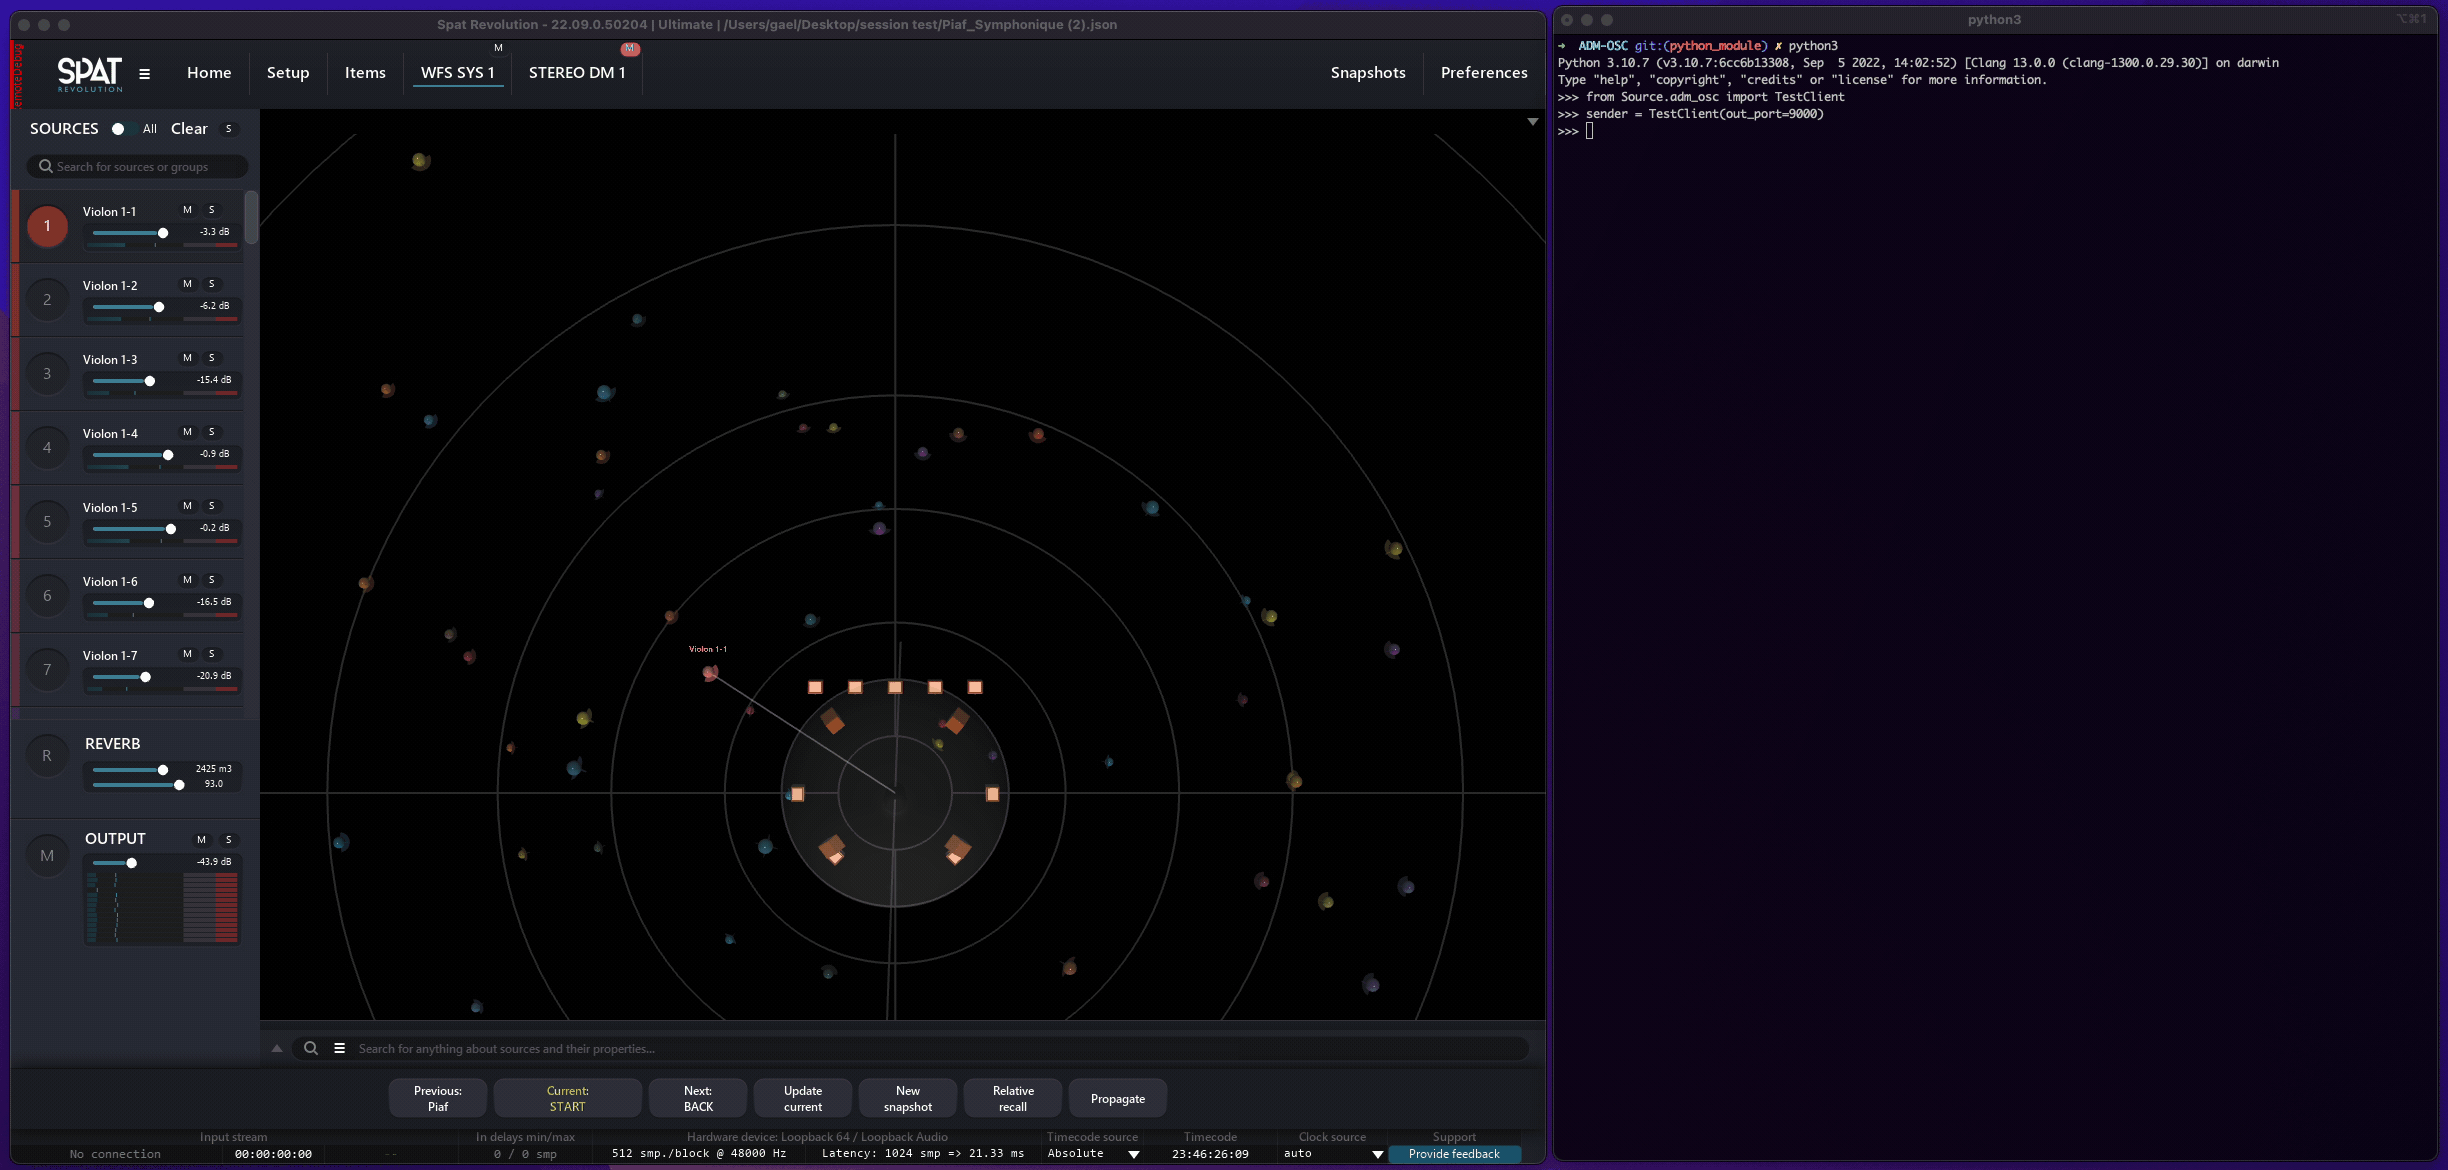 Spat Revolution - 22.09.0.50204 | Ultimate | /Users/gael/Desktop/session test/Piaf_Symphonique (2).json
SPAT
REVOLUTION
Home
Setup
Items
WFS SYS 1
M
STEREO DM 1
M
Snapshots
Preferences
SOURCES
All
Clear
S
Search for sources or groups
1
Violon 1-1
M
S
-3.3 dB
2
Violon 1-2
M
S
-6.2 dB
3
Violon 1-3
M
S
-15.4 dB
4
Violon 1-4
M
S
-0.9 dB
5
Violon 1-5
M
S
-0.2 dB
6
Violon 1-6
M
S
-16.5 dB
7
Violon 1-7
M
S
-20.9 dB
R
REVERB
2425 m3
93.0
M
OUTPUT
M
S
-43.9 dB
Violon 1-1
Search for anything about sources and their properties...
Previous:
Piaf
Current:
START
Next:
BACK
Update
current
New
snapshot
Relative
recall
Propagate
Input stream
No connection
00:00:00:00
--
In delays min/max
0 / 0 smp
Hardware device: Loopback 64 / Loopback Audio
512 smp./block @ 48000 Hz
Latency: 1024 smp => 21.33 ms
Timecode source
Absolute
Timecode
23:46:26:09
Clock source
auto
Support
Provide feedback
python3
⌥⌘1
→ ADM-OSC git:(python_module) ✗ python3
Python 3.10.7 (v3.10.7:6cc6b13308, Sep  5 2022, 14:02:52) [Clang 13.0.0 (clang-1300.0.29.30)] on darwin
Type "help", "copyright", "credits" or "license" for more information.
>>> from Source.adm_osc import TestClient
>>> sender = TestClient(out_port=9000)
>>>